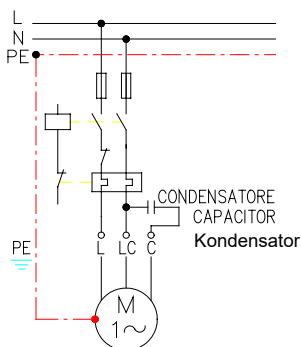 L
N
PE
CONDENSATORE
CAPACITOR
Kondensator
PE
L LC C
M
1~